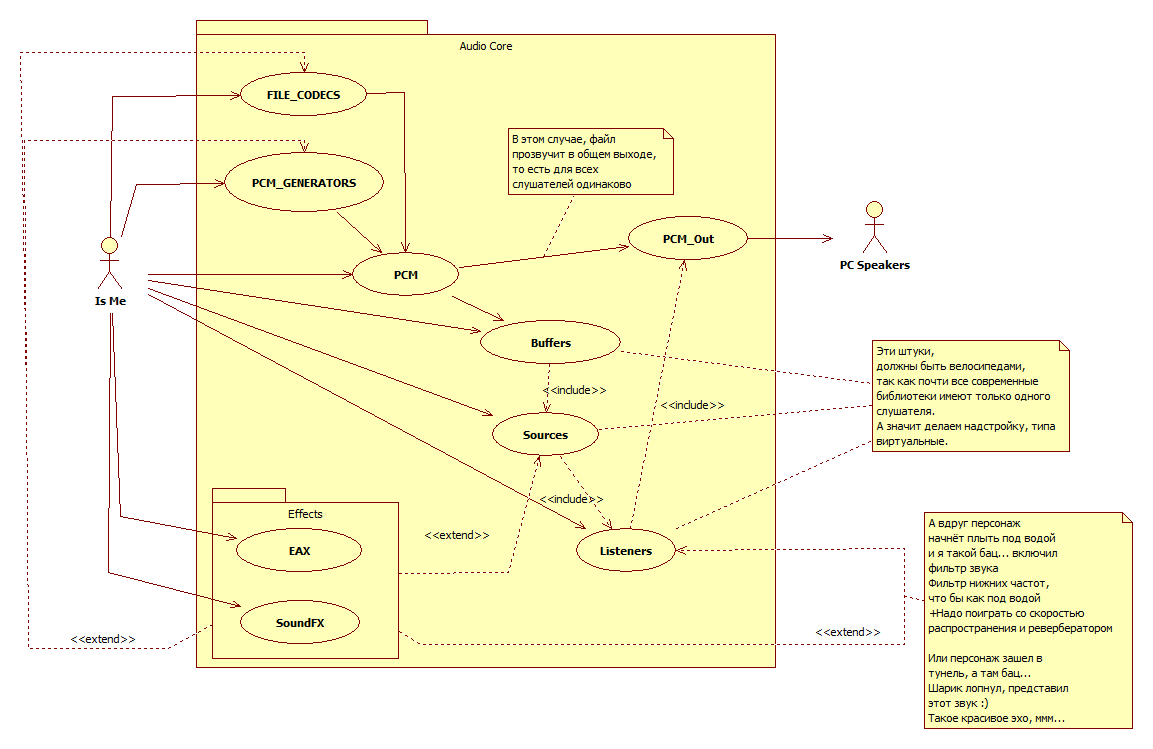 Audio Core
FILE_CODECS
В этом случае, файл
прозвучит в общем выходе,
то есть для всех
слушателей одинаково
PCM_GENERATORS
PCM_Out
PC Speakers
PCM
Is Me
Buffers
Эти штуки,
должны быть велосипедами,
так как почти все современные
библиотеки имеют только одного
слушателя.
А значит делаем надстройку, типа
виртуальные.
<<include>>
<<include>>
Sources
<<include>>
Effects
<<extend>>
EAX
Listeners
А вдруг персонаж
начнёт плыть под водой
и я такой бац... включил
фильтр звука
Фильтр нижних частот,
что бы как под водой
+Надо поиграть со скоростью
распространения и ревербератором
Или персонаж зашел в
тунель, а там бац...
Шарик лопнул, представил
этот звук :)
Такое красивое эхо, ммм...
SoundFX
<<extend>>
<<extend>>